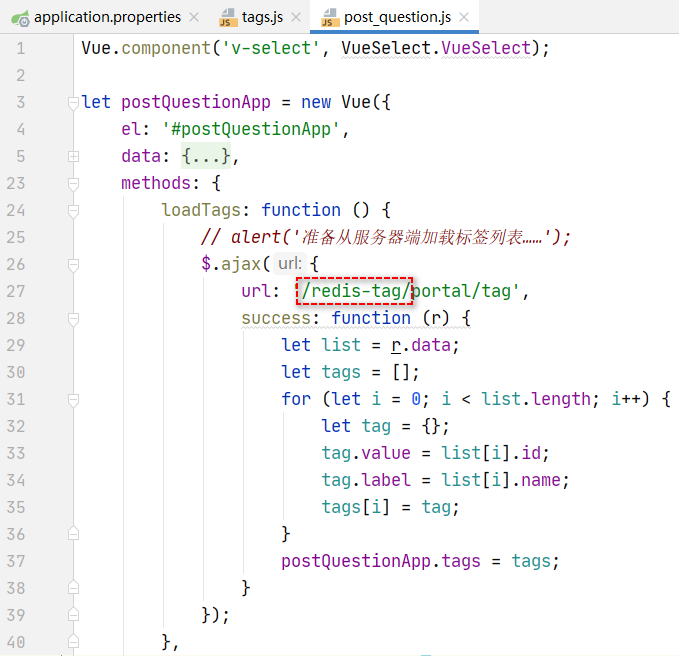 application.properties
tags.js
post_question.js
1 Vue.component('v-select', VueSelect.VueSelect);
2
3 let postQuestionApp = new Vue({
4 el: '#postQuestionApp',
5 data: {...},
23 methods: {
24 loadTags: function () {
25 // alert('准备从服务器端加载标签列表……');
26 $.ajax( url: {
27 url: '/redis-tag/portal/tag',
28 success: function (r) {
29 let list = r.data;
30 let tags = [];
31 for (let i = 0; i < list.length; i++) {
32 let tag = {};
33 tag.value = list[i].id;
34 tag.label = list[i].name;
35 tags[i] = tag;
36 }
37 postQuestionApp.tags = tags;
38 }
39 });
40 },